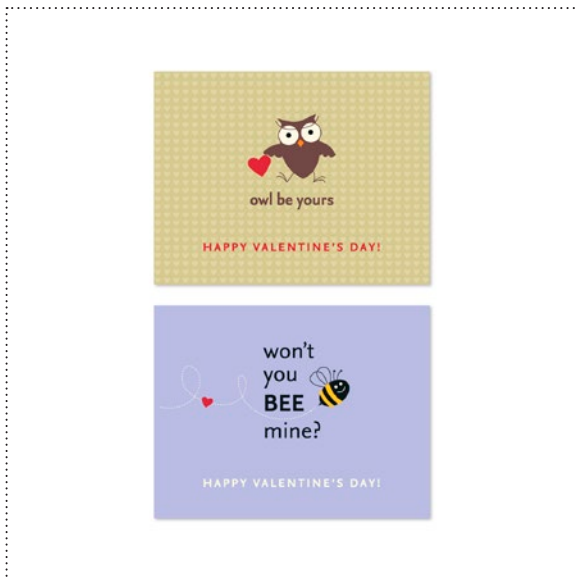 owl be yours
HAPPY VALENTINE'S DAY!
won't
you
BEE
mine?
HAPPY VALENTINE'S DAY!